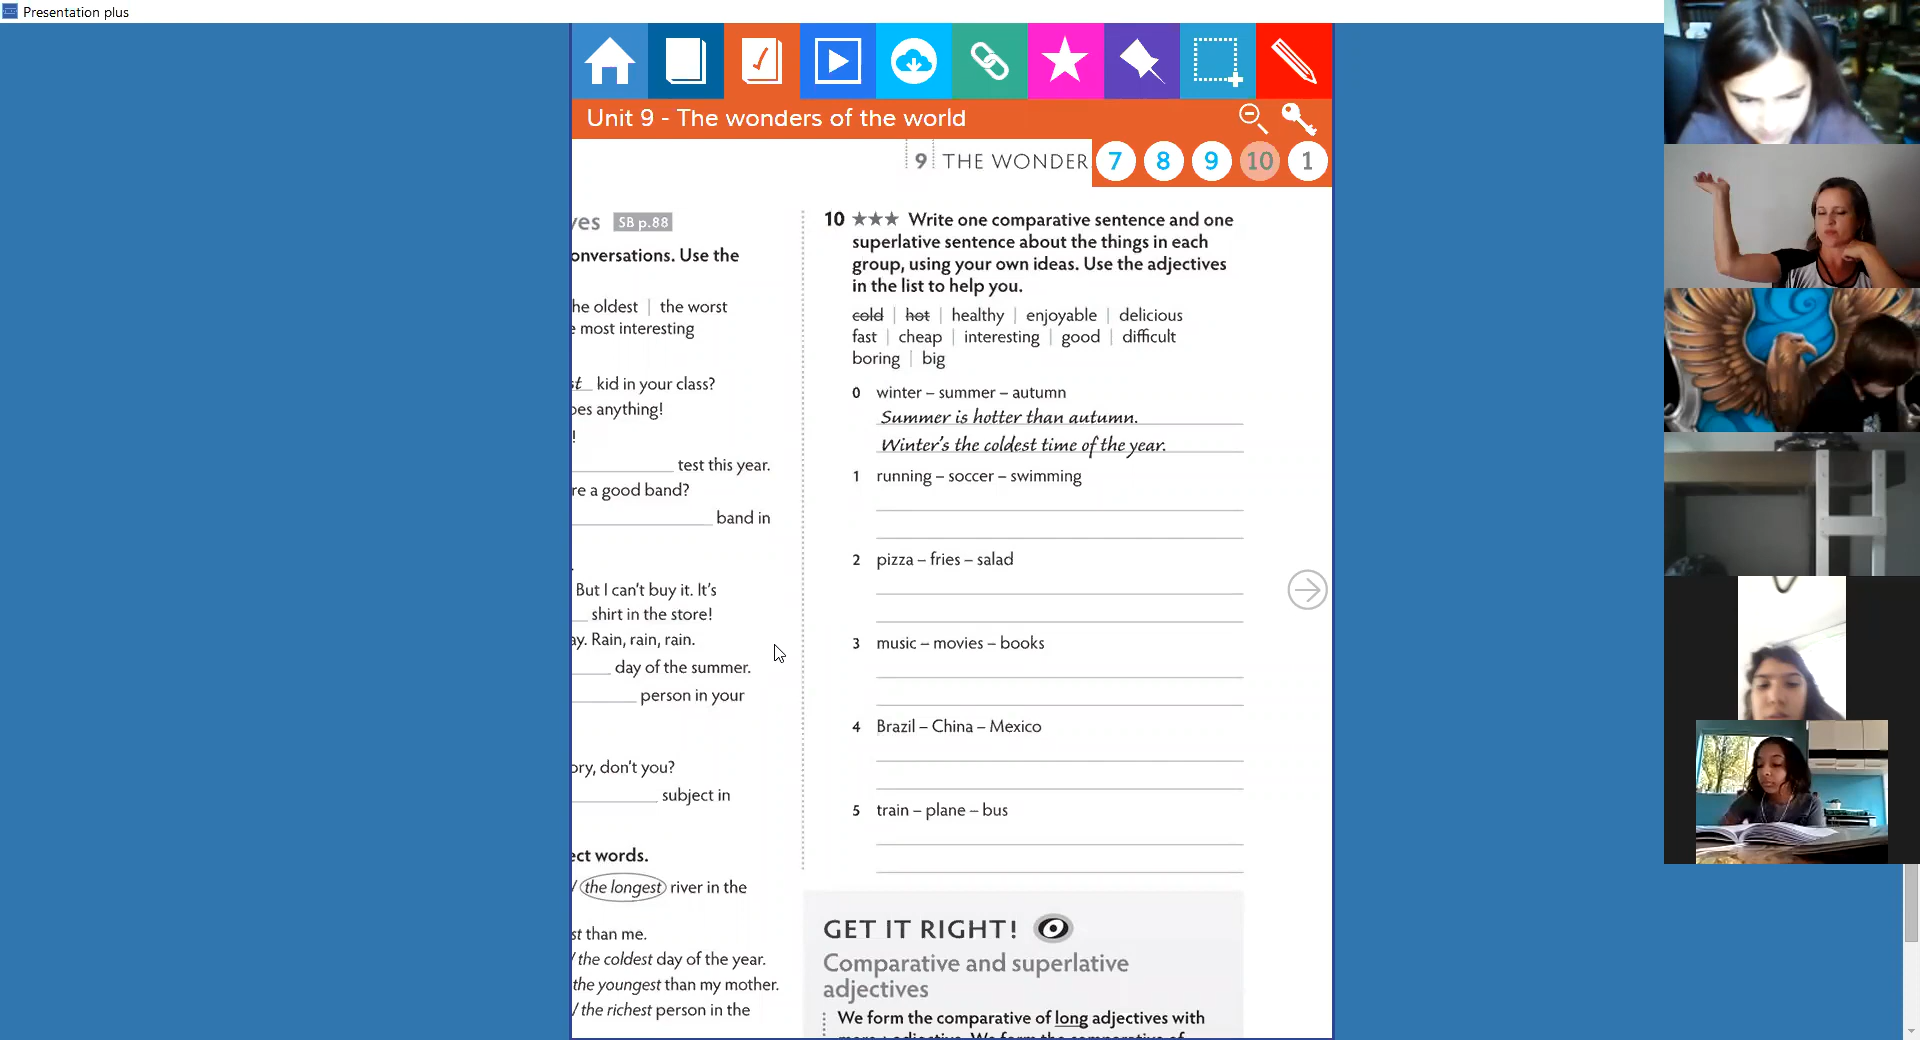 Presentation plus
Unit 9 - The wonders of the world
9 THE WONDER
7 8 9 10 1
ves SB p.88
onversations. Use the
he oldest | the worst
e most interesting
st kid in your class?
oes anything!
!
test this year.
re a good band?
band in
.
But I can't buy it. It's
shirt in the store!
ay. Rain, rain, rain.
day of the summer.
person in your
ory, don't you?
subject in
ect words.
/ the longest river in the
st than me.
/ the coldest day of the year.
the youngest than my mother.
/ the richest person in the
10 ★★★ Write one comparative sentence and one
superlative sentence about the things in each
group, using your own ideas. Use the adjectives
in the list to help you.
cold | hot | healthy | enjoyable | delicious
fast | cheap | interesting | good | difficult
boring | big
0 winter – summer – autumn
Summer is hotter than autumn.
Winter's the coldest time of the year.
1 running – soccer – swimming
2 pizza – fries – salad
3 music – movies – books
4 Brazil – China – Mexico
5 train – plane – bus
GET IT RIGHT!
Comparative and superlative
adjectives
We form the comparative of long adjectives with